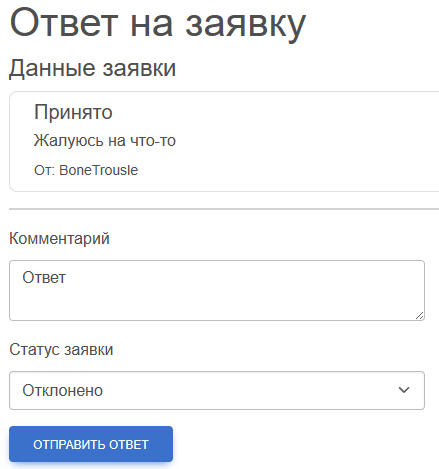 Ответ на заявку
Данные заявки
Принято
Жалуюсь на что-то
От: BoneTrousle
Комментарий
Ответ
Статус заявки
Отклонено
ОТПРАВИТЬ ОТВЕТ